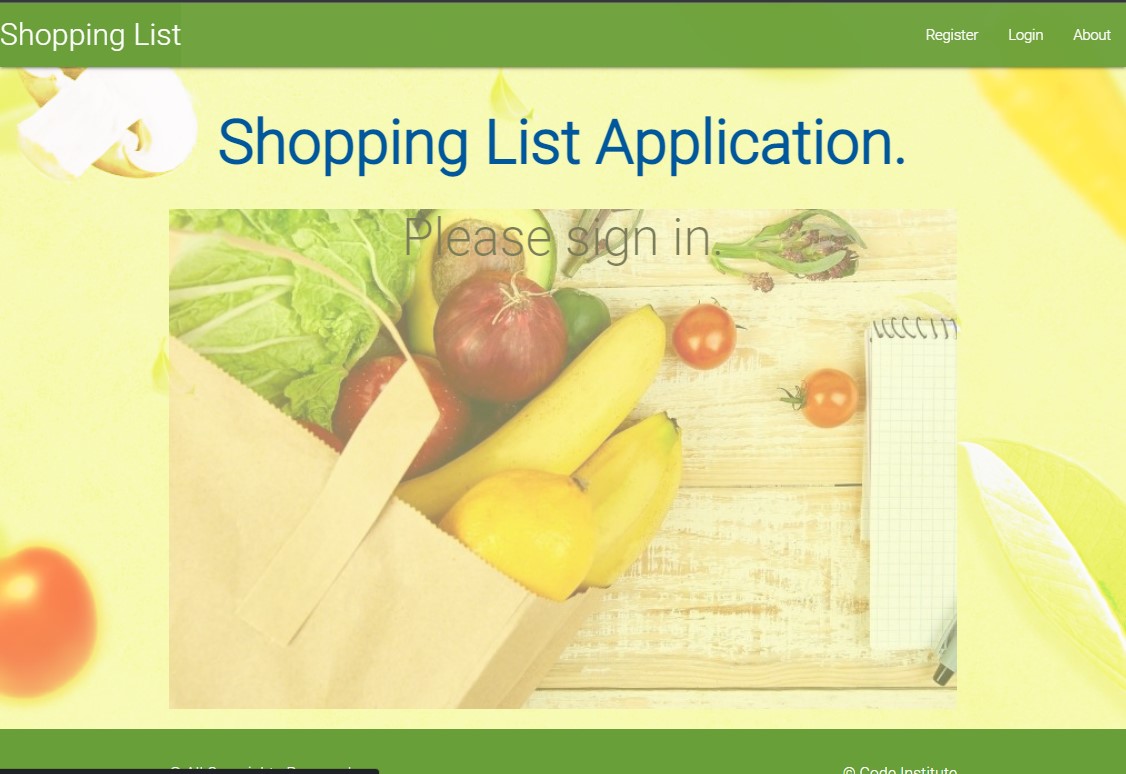 Shopping List
Register Login About
Shopping List Application.
Please sign in.
© Code Institute